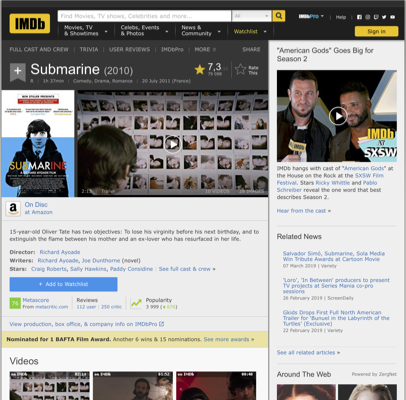 IMDb
Find Movies, TV shows, Celebrities and more...
All
IMDbPro
Help
Movies, TV
& Showtimes
Celebs, Events
& Photos
News &
Community
Watchlist
Sign in
FULL CAST AND CREW
TRIVIA
USER REVIEWS
IMDbPro
MORE
SHARE
Submarine (2010)
7,3
Rate
This
1h 37min
Comedy, Drama, Romance
20 July 2011 (France)
SUBMARINE
2:15
"American Gods" Goes Big for
Season 2
IMDb
SXSW
IMDb hangs with cast of "American Gods" at
the House on the Rock at the SXSW Film
Festival. Stars Ricky Whittle and Pablo
Schreiber reveal the one word that best
describes Season 2.
Hear from the cast »
On Disc
at Amazon
15-year-old Oliver Tate has two objectives: To lose his virginity before his next birthday, and to
extinguish the flame between his mother and an ex-lover who has resurfaced in her life.
Director: Richard Ayoade
Writers: Richard Ayoade, Joe Dunthorne (novel)
Stars: Craig Roberts, Sally Hawkins, Paddy Considine | See full cast & crew »
+ Add to Watchlist
Metascore
From metacritic.com
Reviews
112 user | 250 critic
Popularity
3 999
View production, box office, & company info on IMDbPro
Nominated for 1 BAFTA Film Award. Another 6 wins & 15 nominations. See more awards »
Videos
Related News
Salvador Simó, Submarine, Sola Media
Win Tribute Awards at Cartoon Movie
07 March 2019 | Variety
'Loro', 'In Between' producers to present
TV projects at Series Mania co-pro
sessions
26 February 2019 | ScreenDaily
Gkids Drops First Full North American
Trailer for 'Bunuel in the Labyrinth of the
Turtles' (Exclusive)
22 February 2019 | Variety
See all related articles »
Around The Web
Powered by ZergNet